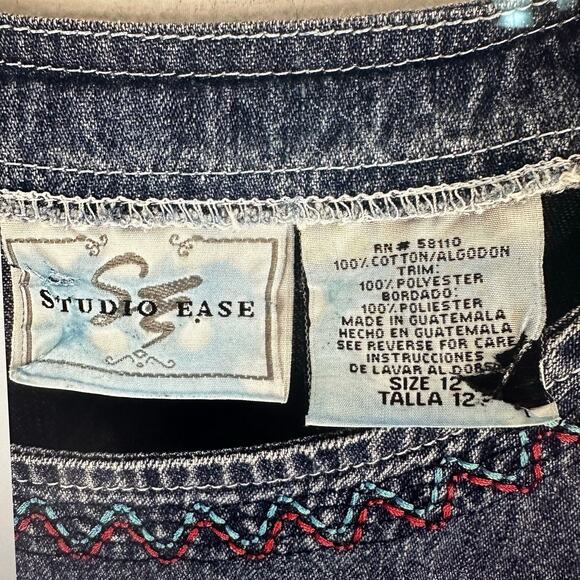 STUDIO EASE
RN# 58110
100% COTTON/ALGODON
TRIM:
100% POLYESTER
BORDADO:
100% POLIESTER
MADE IN GUATEMALA
HECHO EN GUATEMALA
SEE REVERSE FOR CARE
INSTRUCCIONES
DE LAVAR AL DORSO
SIZE 12
TALLA 12